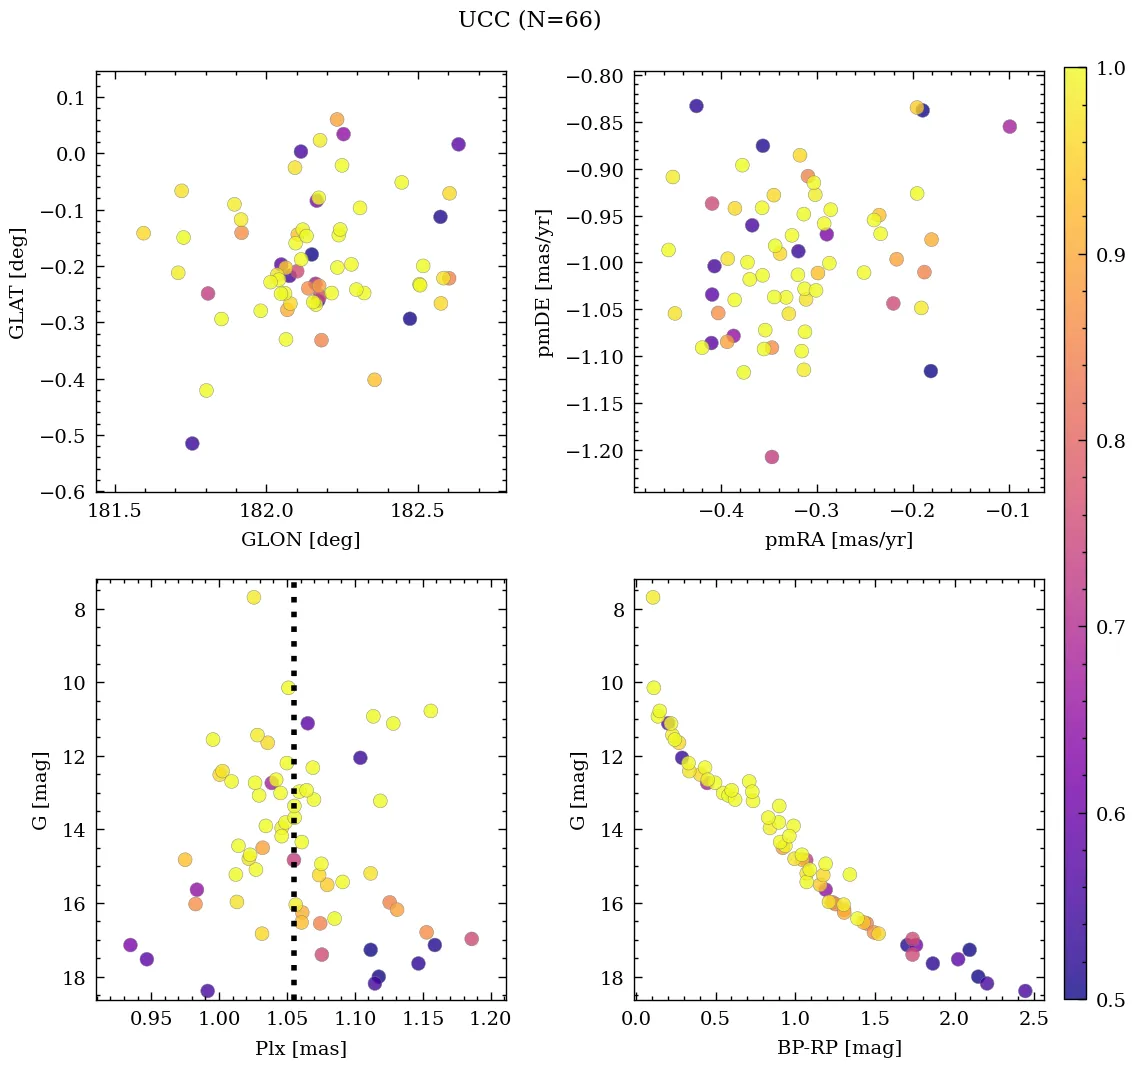 UCC (N=66)
0.1
0.0
−0.1
−0.2
−0.3
−0.4
−0.5
−0.6
GLAT [deg]
181.5 182.0 182.5
GLON [deg]
−0.80
−0.85
−0.90
−0.95
−1.00
−1.05
−1.10
−1.15
−1.20
pmDE [mas/yr]
−0.4 −0.3 −0.2 −0.1
pmRA [mas/yr]
8
10
12
14
16
18
G [mag]
0.95 1.00 1.05 1.10 1.15 1.20
Plx [mas]
8
10
12
14
16
18
G [mag]
0.0 0.5 1.0 1.5 2.0 2.5
BP-RP [mag]
1.0
0.9
0.8
0.7
0.6
0.5